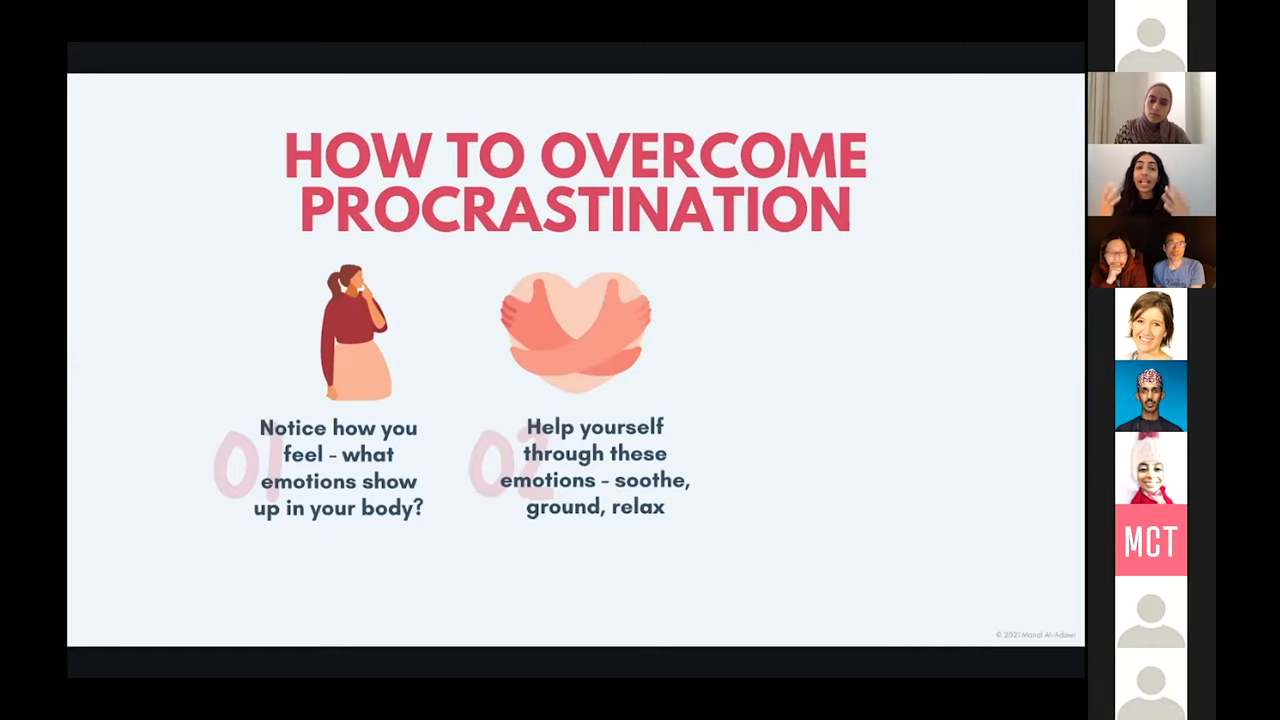 HOW TO OVERCOME
PROCRASTINATION
01
Notice how you
feel - what
emotions show
up in your body?
02
Help yourself
through these
emotions - soothe,
ground, relax
© 2021 Manal Al-Adawi
MCT